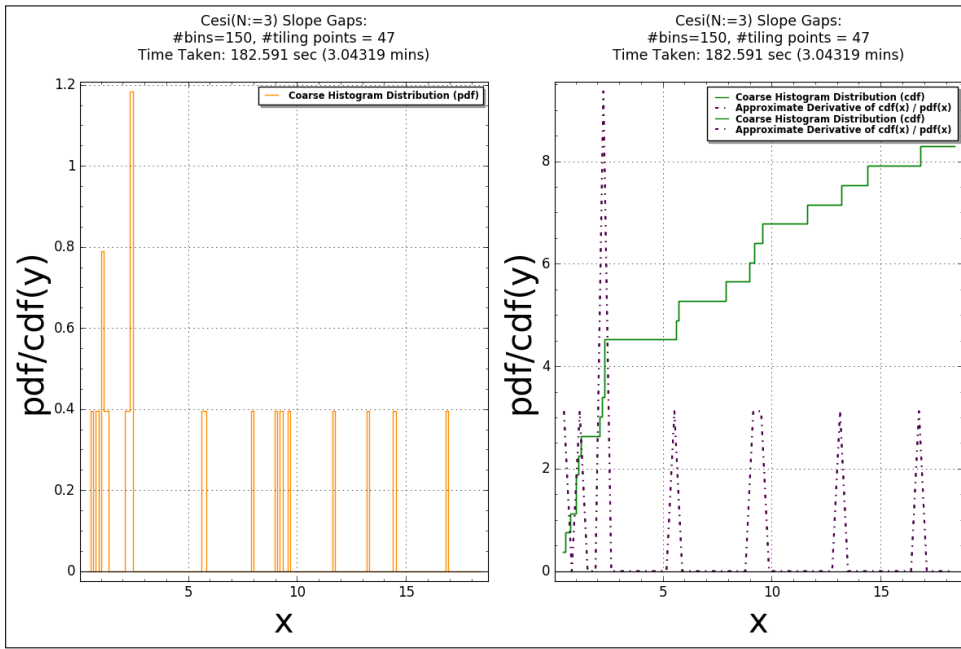 Cesi(N:=3) Slope Gaps:
#bins=150, #tiling points = 47
Time Taken: 182.591 sec (3.04319 mins)
Coarse Histogram Distribution (pdf)
pdf/cdf(y)
1.2
1
0.8
0.6
0.4
0.2
0
5
10
15
x
Cesi(N:=3) Slope Gaps:
#bins=150, #tiling points = 47
Time Taken: 182.591 sec (3.04319 mins)
Coarse Histogram Distribution (cdf)
Approximate Derivative of cdf(x) / pdf(x)
Coarse Histogram Distribution (cdf)
Approximate Derivative of cdf(x) / pdf(x)
pdf/cdf(y)
8
6
4
2
0
5
10
15
x